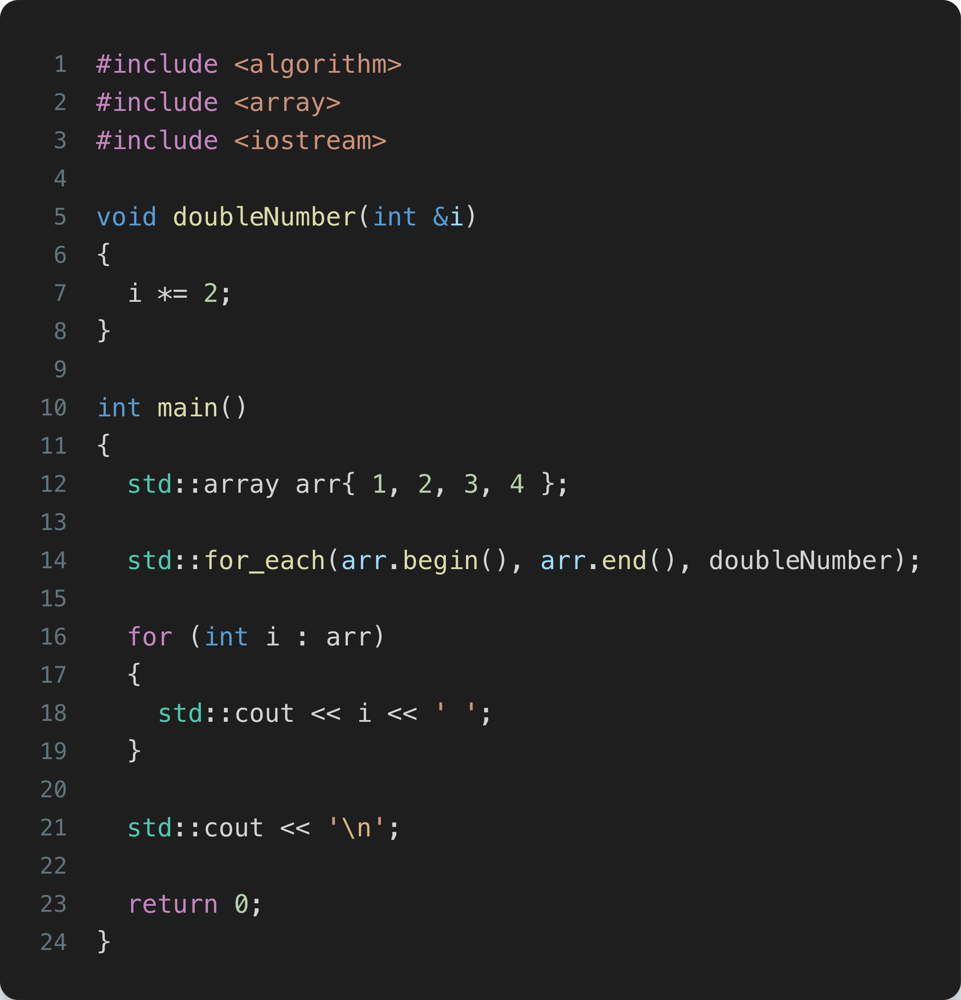 1 #include <algorithm>
2 #include <array>
3 #include <iostream>
4
5 void doubleNumber(int &i)
6 {
7   i *= 2;
8 }
9
10 int main()
11 {
12   std::array arr{ 1, 2, 3, 4 };
13
14   std::for_each(arr.begin(), arr.end(), doubleNumber);
15
16   for (int i : arr)
17   {
18     std::cout << i << ' ';
19   }
20
21   std::cout << '\n';
22
23   return 0;
24 }